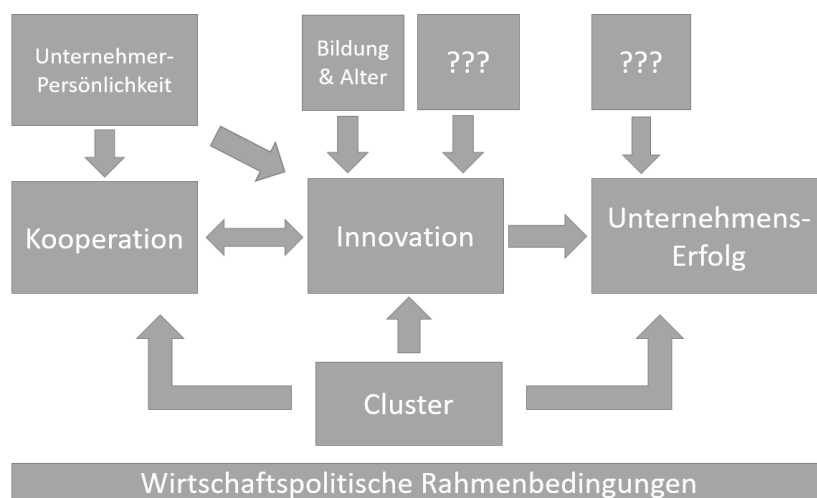 Unternehmer-
Persönlichkeit
Bildung
& Alter
???
???
Kooperation
Innovation
Unternehmens-
Erfolg
Cluster
Wirtschaftspolitische Rahmenbedingungen